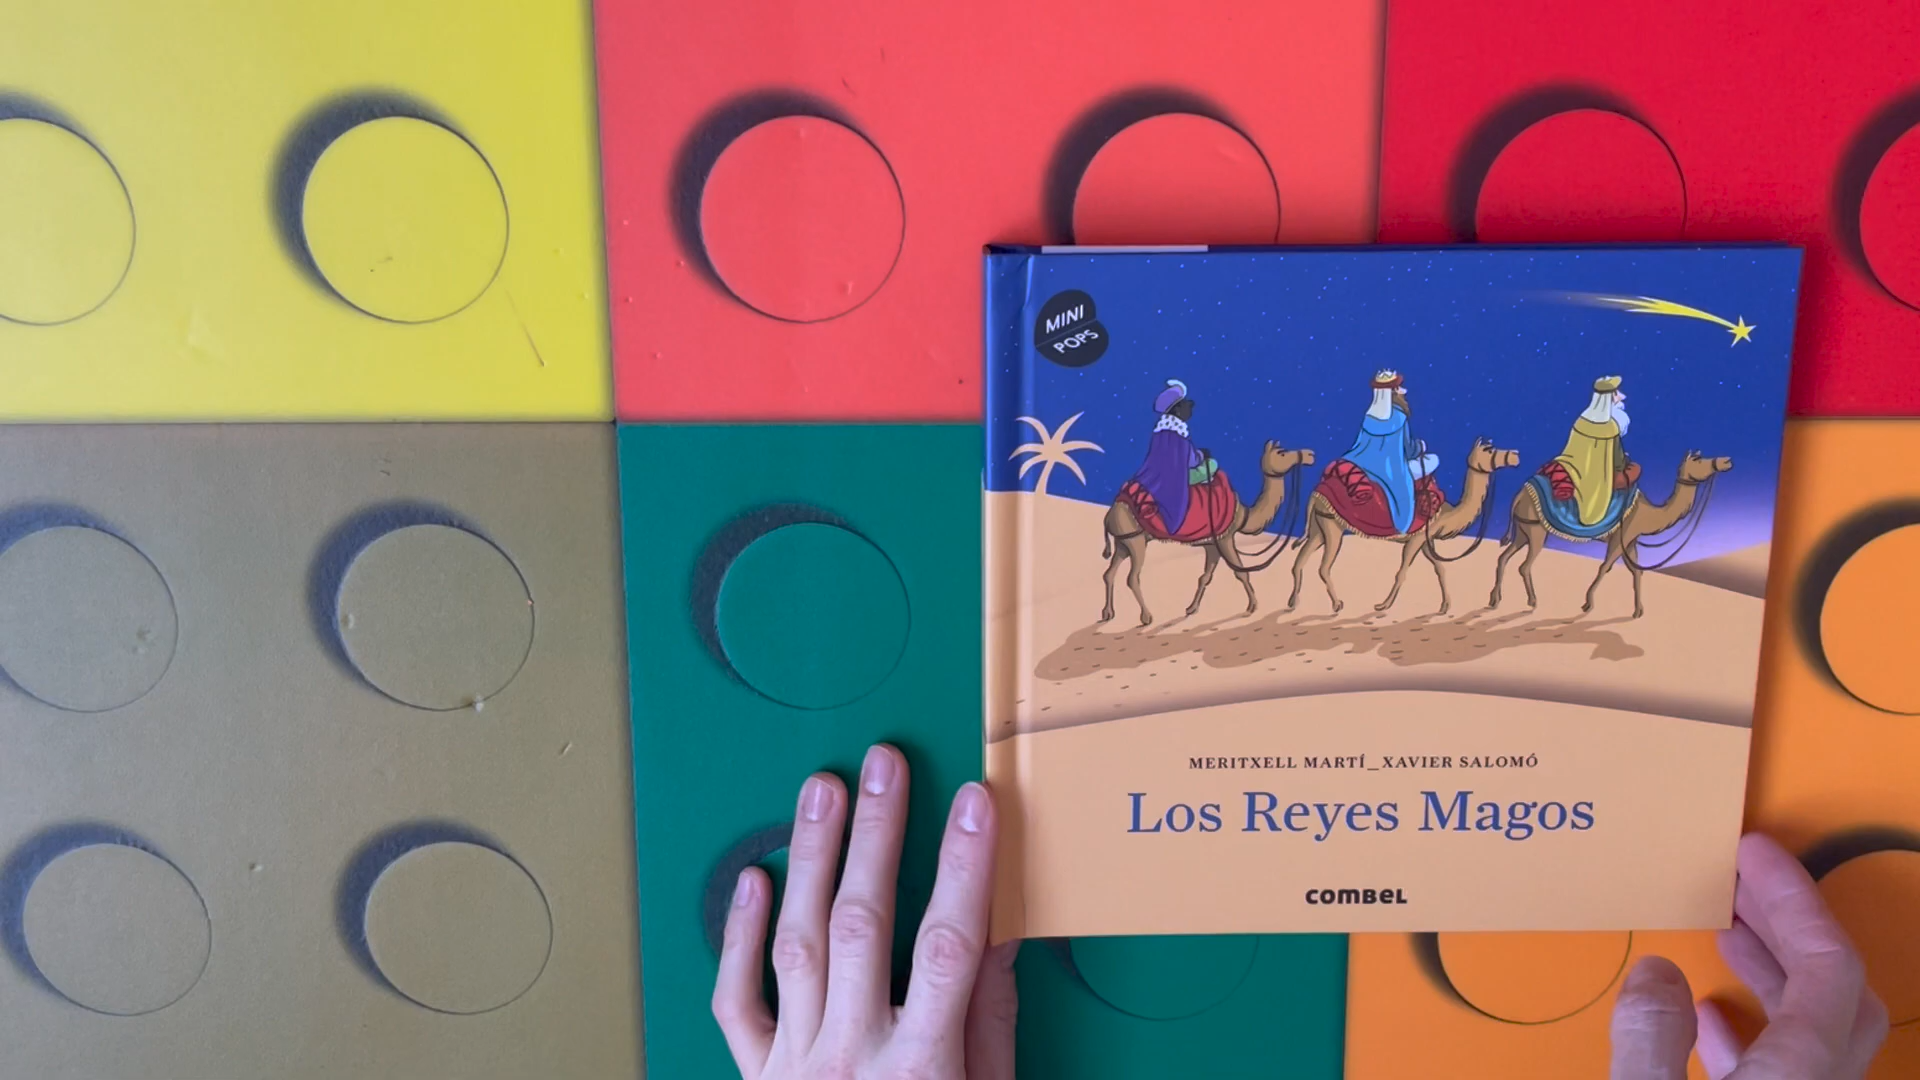 MINI
POPS
MERITXELL MARTÍ_XAVIER SALOMÓ
Los Reyes Magos
COMBEL